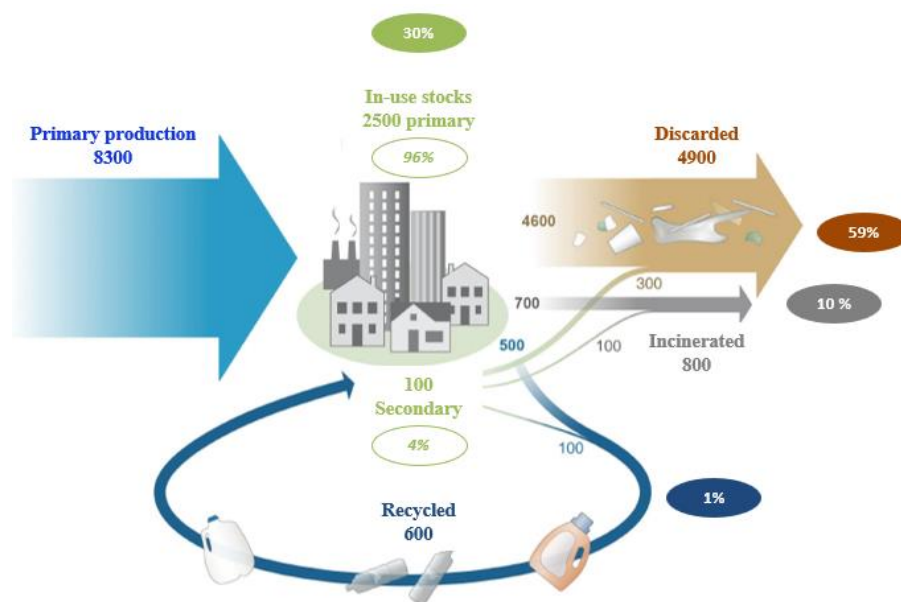 30%
In-use stocks
2500 primary
96%
Primary production
8300
Discarded
4900
4600
59%
300
700
10 %
500
100
Incinerated
800
100
Secondary
4%
100
1%
Recycled
600